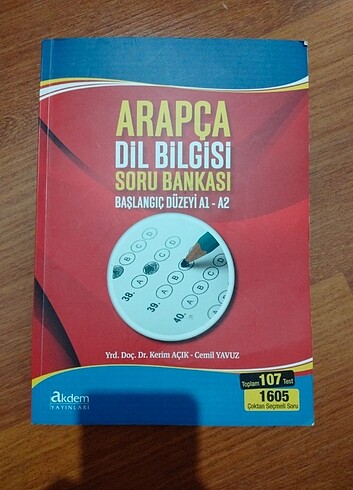 ARAPÇA
DİL BİLGİSİ
SORU BANKASI
BAŞLANGIÇ DÜZEYİ A1 - A2
38. A B C D
39. A B C D
40. A B C
Yrd. Doç. Dr. Kerim AÇIK - Cemil YAVUZ
Toplam 107 Test
1605
Çoktan Seçmeli Soru
akdem
YAYINLARI